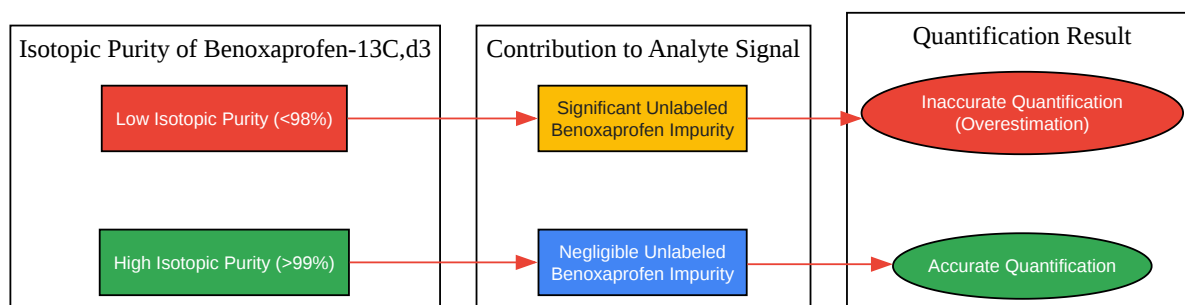 Isotopic Purity of Benoxaprofen-13C,d3
Contribution to Analyte Signal
Quantification Result
Low Isotopic Purity (<98%)
Significant Unlabeled
Benoxaprofen Impurity
Inaccurate Quantification
(Overestimation)
High Isotopic Purity (>99%)
Negligible Unlabeled
Benoxaprofen Impurity
Accurate Quantification